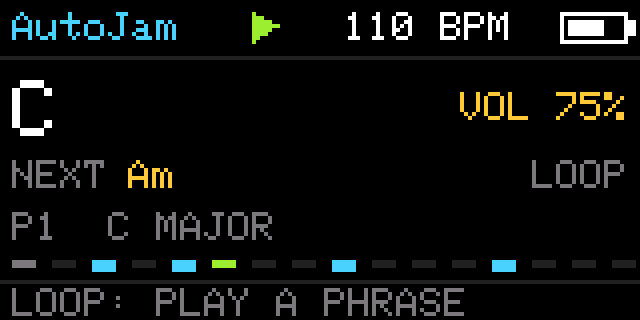 AutoJam 110 BPM
C VOL 75%
NEXT Am LOOP
P1 C MAJOR
LOOP: PLAY A PHRASE